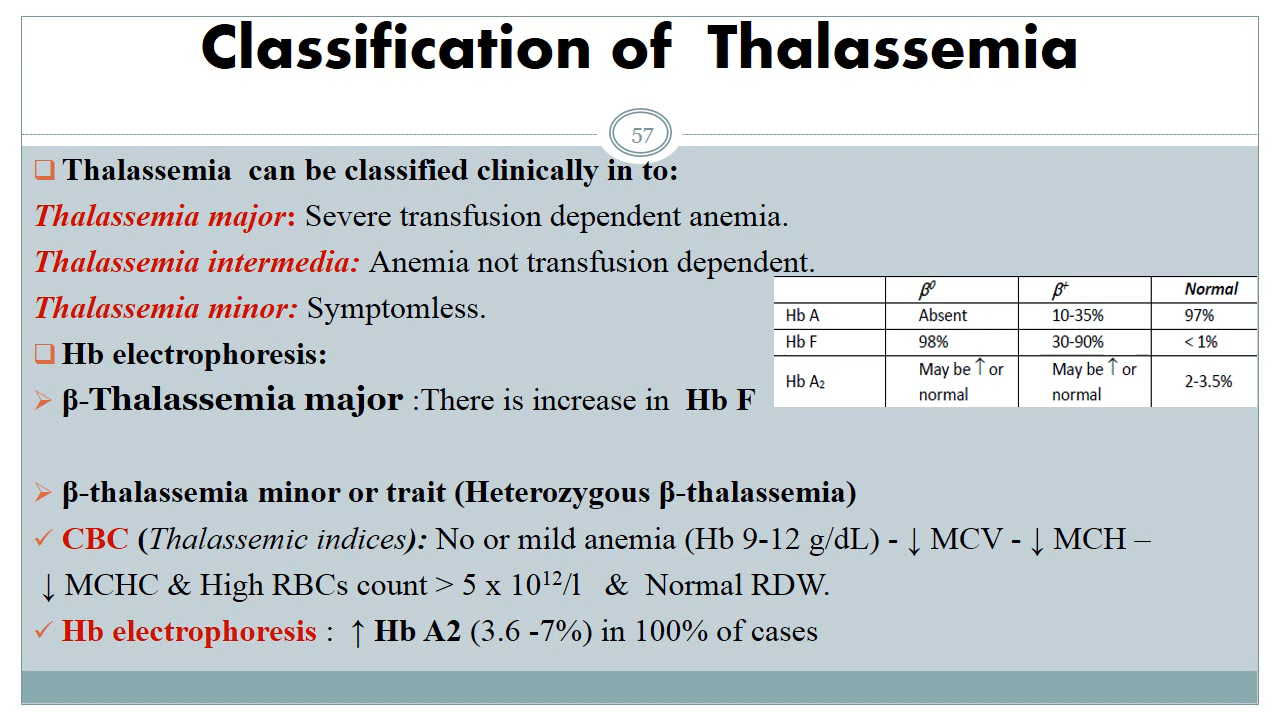 Classification of Thalassemia
57
❑ Thalassemia can be classified clinically in to:
Thalassemia major: Severe transfusion dependent anemia.
Thalassemia intermedia: Anemia not transfusion dependent.
Thalassemia minor: Symptomless.
❑ Hb electrophoresis:
➢ β-Thalassemia major :There is increase in Hb F
β⁰ β⁺ Normal
Hb A Absent 10-35% 97%
Hb F 98% 30-90% < 1%
Hb A₂ May be ↑ or normal May be ↑ or normal 2-3.5%
➢ β-thalassemia minor or trait (Heterozygous β-thalassemia)
✓ CBC (Thalassemic indices): No or mild anemia (Hb 9-12 g/dL) - ↓ MCV - ↓ MCH –
↓ MCHC & High RBCs count > 5 x 10¹²/l & Normal RDW.
✓ Hb electrophoresis : ↑ Hb A2 (3.6 -7%) in 100% of cases